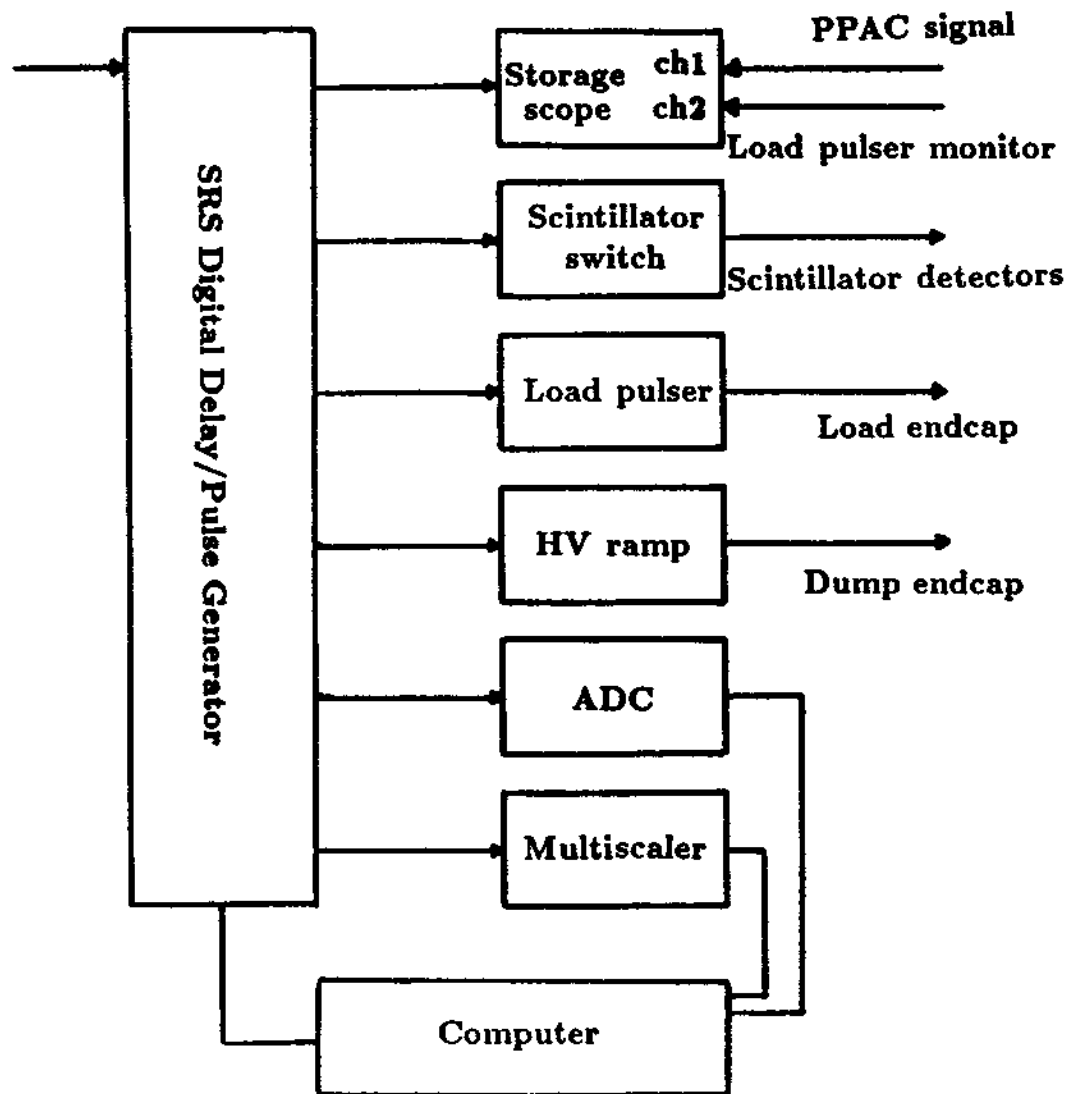 PPAC signal
Storage
scope
ch1
ch2
Load pulser monitor
SRS Digital Delay/Pulse Generator
Scintillator
switch
Scintillator detectors
Load pulser
Load endcap
HV ramp
Dump endcap
ADC
Multiscaler
Computer